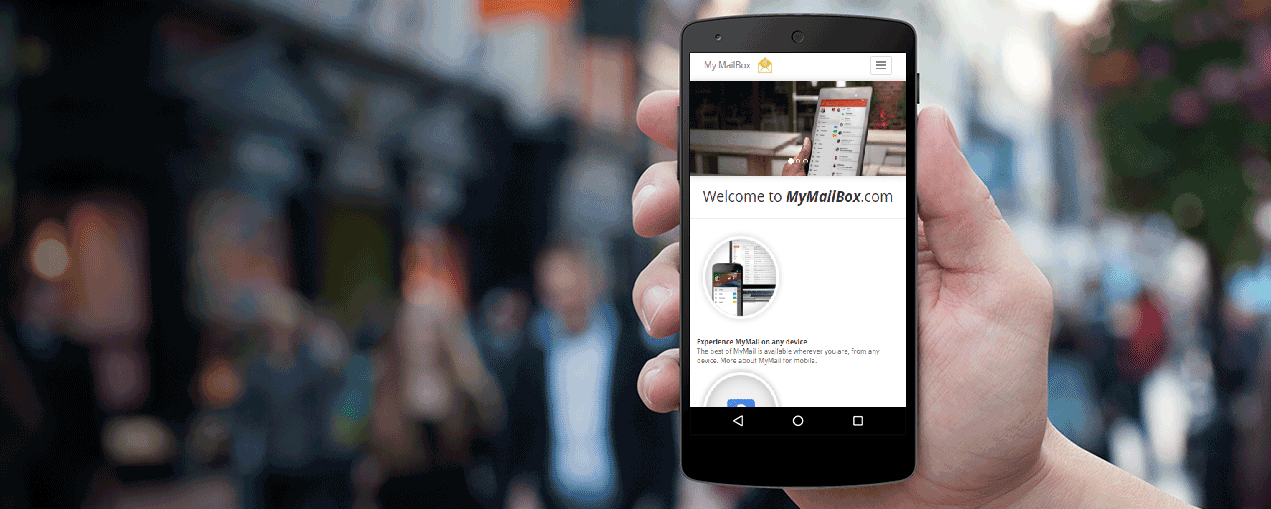 My MailBox
Welcome to MyMailBox.com
Experience MyMail on any device
The best of MyMail is available wherever you are, from any
device. More about MyMail for mobile.